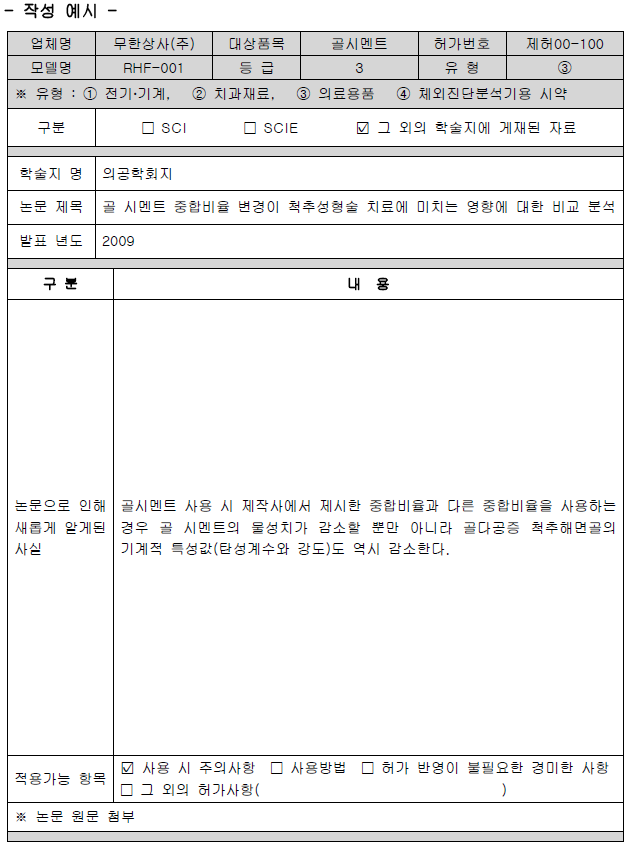 - 작성 예시 -
업체명 무한상사(주) 대상품목 골시멘트 허가번호 제허00-100
모델명 RHF-001 등 급 3 유 형 ③
※ 유형 : ① 전기·기계, ② 치과재료, ③ 의료용품 ④ 체외진단분석기용 시약
구분 □ SCI □ SCIE ☑ 그 외의 학술지에 게재된 자료
학술지 명 의공학회지
논문 제목 골 시멘트 중합비율 변경이 척추성형술 치료에 미치는 영향에 대한 비교 분석
발표 년도 2009
구 분 내 용
논문으로 인해
새롭게 알게된
사실
골시멘트 사용 시 제작사에서 제시한 중합비율과 다른 중합비율을 사용하는
경우 골 시멘트의 물성치가 감소할 뿐만 아니라 골다공증 척추해면골의
기계적 특성값(탄성계수와 강도)도 역시 감소한다.
적용가능 항목
☑ 사용 시 주의사항 □ 사용방법 □ 허가 반영이 불필요한 경미한 사항
□ 그 외의 허가사항( )
※ 논문 원문 첨부